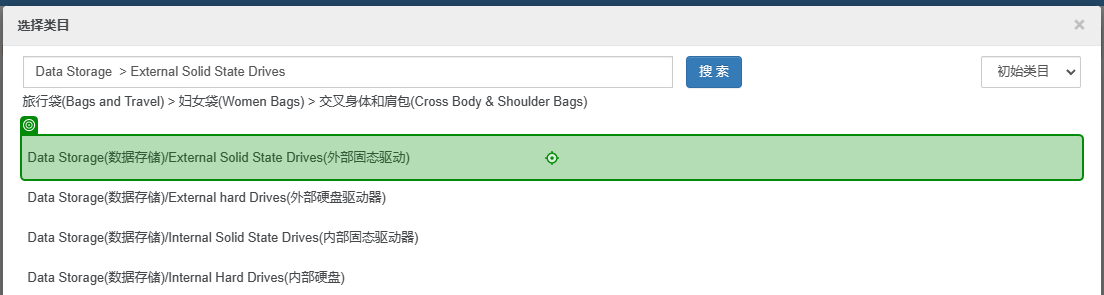 选择类目 ×
Data Storage > External Solid State Drives 搜 索 初始类目
旅行袋(Bags and Travel) > 妇女袋(Women Bags) > 交叉身体和肩包(Cross Body & Shoulder Bags)
Data Storage(数据存储)/External Solid State Drives(外部固态驱动)
Data Storage(数据存储)/External hard Drives(外部硬盘驱动器)
Data Storage(数据存储)/Internal Solid State Drives(内部固态驱动器)
Data Storage(数据存储)/Internal Hard Drives(内部硬盘)